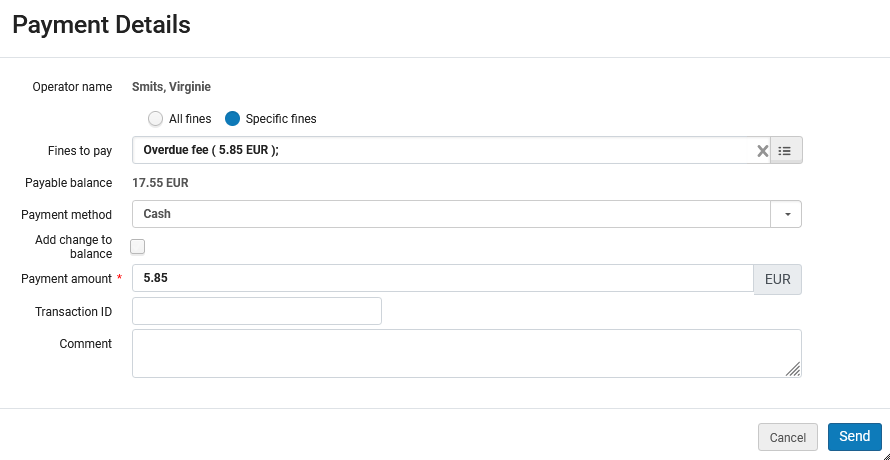 Payment Details
Operator name Smits, Virginie
All fines Specific fines
Fines to pay Overdue fee ( 5.85 EUR );
Payable balance 17.55 EUR
Payment method Cash
Add change to
balance
Payment amount * 5.85 EUR
Transaction ID
Comment
Cancel Send